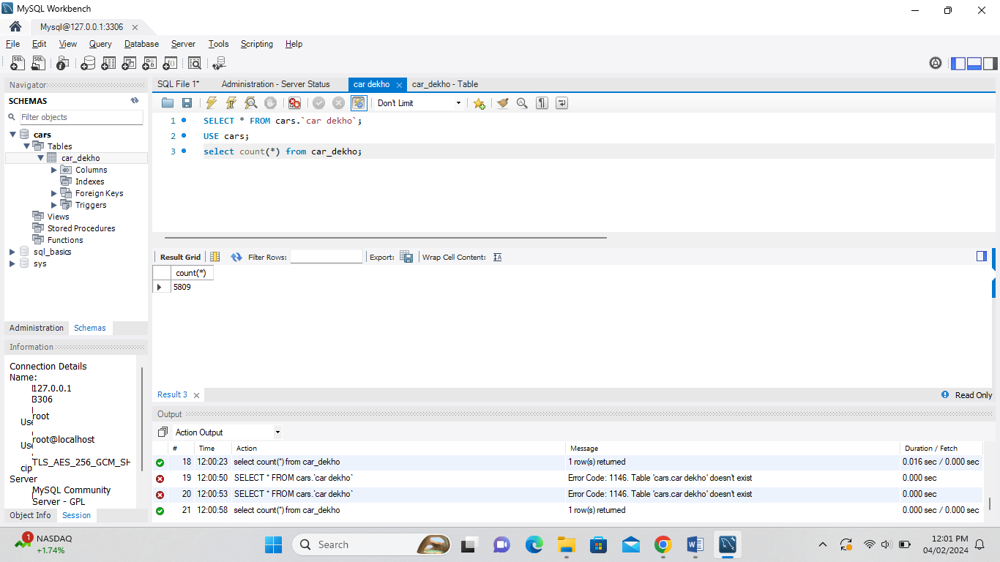 MySQL Workbench
Mysql@127.0.0.1:3306
File Edit View Query Database Server Tools Scripting Help
Navigator
SCHEMAS
Filter objects
cars
Tables
car_dekho
Columns
Indexes
Foreign Keys
Triggers
Views
Stored Procedures
Functions
sql_basics
sys
Administration Schemas
Information
Connection Details
Name:
127.0.0.1
3306
root
Use
root@localhost
Use
TLS_AES_256_GCM_SH
cip
Server
MySQL Community
Server - GPL
Object Info Session
SQL File 1* Administration - Server Status car dekho car_dekho - Table
Don't Limit
1 SELECT * FROM cars.`car dekho`;
2 USE cars;
3 select count(*) from car_dekho;
Result Grid Filter Rows: Export: Wrap Cell Content: IA
count(*)
5809
Result 3 Read Only
Output
Action Output
# Time Action Message Duration / Fetch
18 12:00:23 select count(*) from car_dekho 1 row(s) returned 0.016 sec / 0.000 sec
19 12:00:50 SELECT * FROM cars.`car dekho` Error Code: 1146. Table 'cars.car dekho' doesn't exist 0.000 sec
20 12:00:53 SELECT * FROM cars.`car dekho` Error Code: 1146. Table 'cars.car dekho' doesn't exist 0.000 sec
21 12:00:58 select count(*) from car_dekho 1 row(s) returned 0.000 sec / 0.000 sec
1 NASDAQ
+1.74%
Search
12:01 PM
04/02/2024